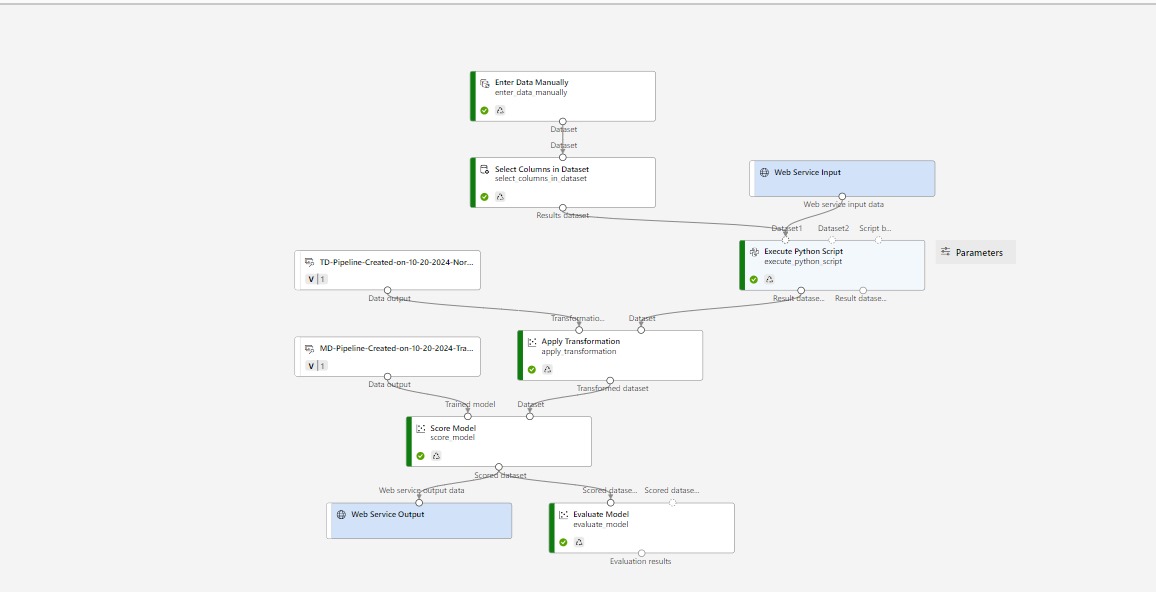 Enter Data Manually
enter_data_manually
Dataset
Dataset
Select Columns in Dataset
select_columns_in_dataset
Results dataset
Web Service Input
Web service input data
Dataset1 Dataset2 Script b...
Execute Python Script
execute_python_script
Parameters
Result datase... Result datase...
TD-Pipeline-Created-on-10-20-2024-Nor...
V | 1
Data output
Transformatio... Dataset
Apply Transformation
apply_transformation
Transformed dataset
MD-Pipeline-Created-on-10-20-2024-Tra...
V | 1
Data output
Trained model Dataset
Score Model
score_model
Scored dataset
Web service output data
Web Service Output
Scored datase... Scored datase...
Evaluate Model
evaluate_model
Evaluation results